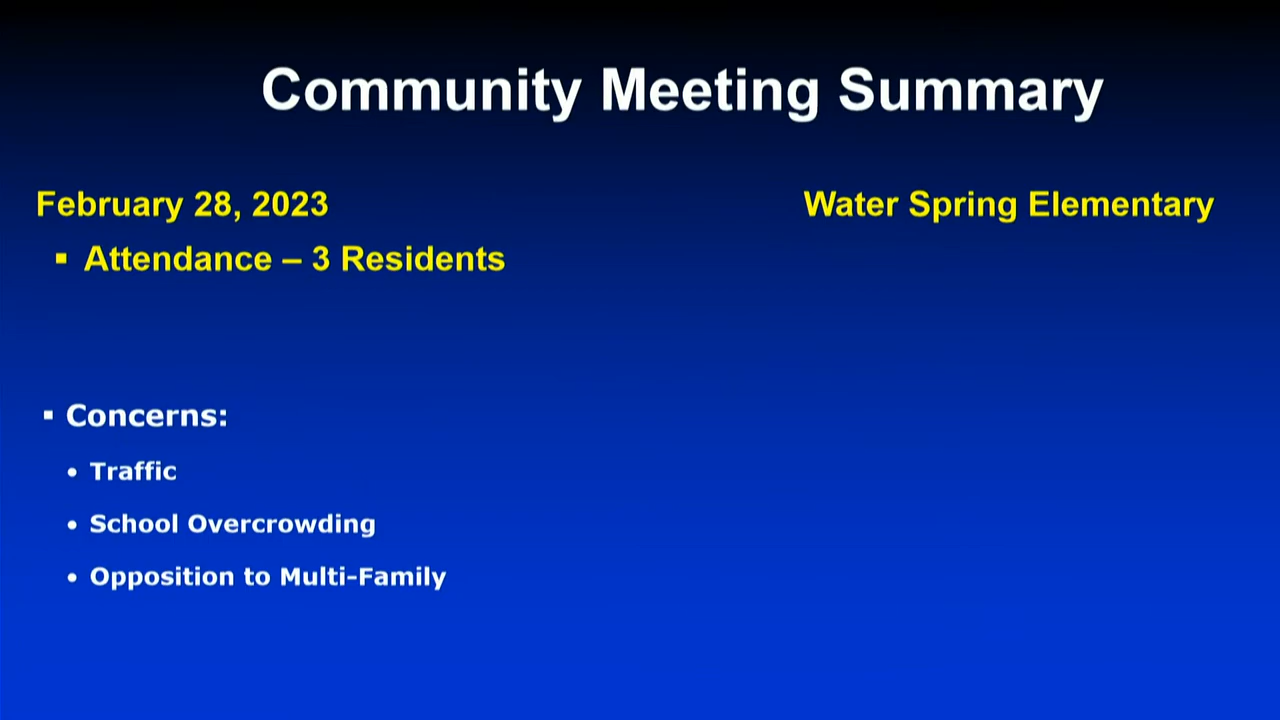 Community Meeting Summary
February 28, 2023 Water Spring Elementary
▪ Attendance – 3 Residents
▪ Concerns:
• Traffic
• School Overcrowding
• Opposition to Multi-Family